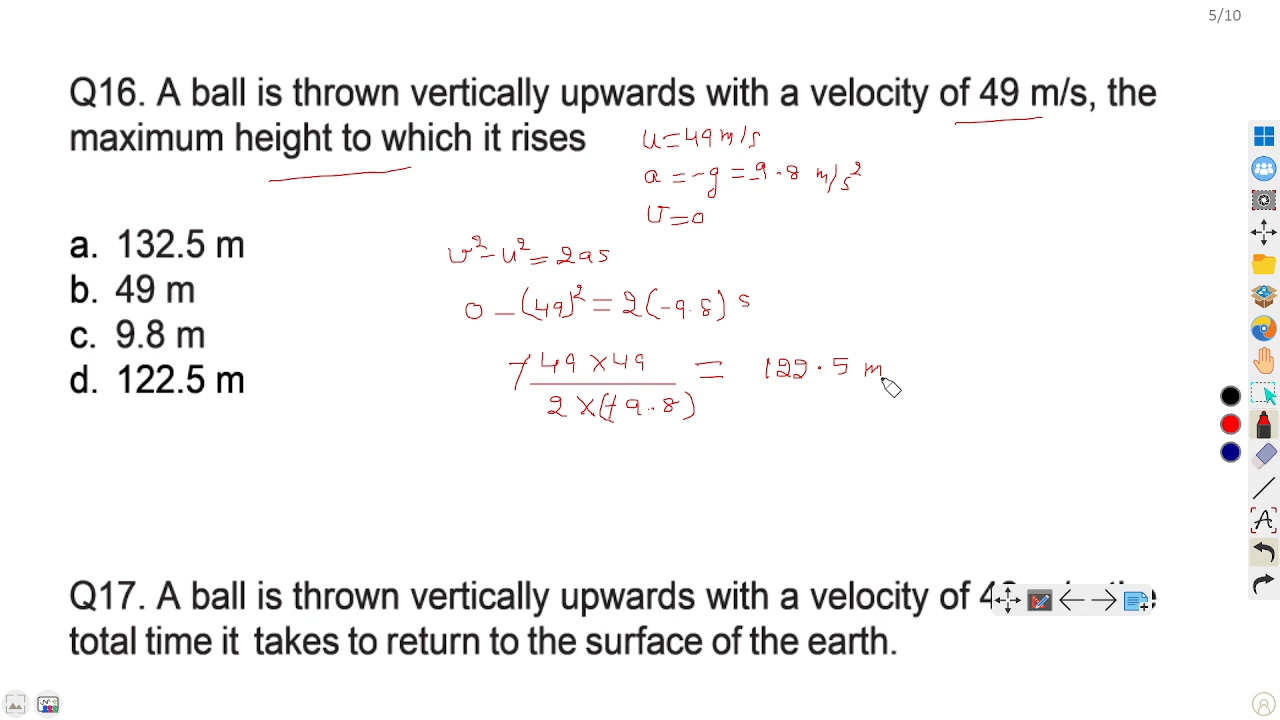 5/10
Q16. A ball is thrown vertically upwards with a velocity of 49 m/s, the
maximum height to which it rises
u = 49 m/s
a = -g = -9.8 m/s²
v = 0
a. 132.5 m
b. 49 m
c. 9.8 m
d. 122.5 m
v² - u² = 2as
0 - (49)² = 2(-9.8) s
-49 × 49
2 × (-9.8)
= 122.5 m
Q17. A ball is thrown vertically upwards with a velocity of
total time it takes to return to the surface of the earth.